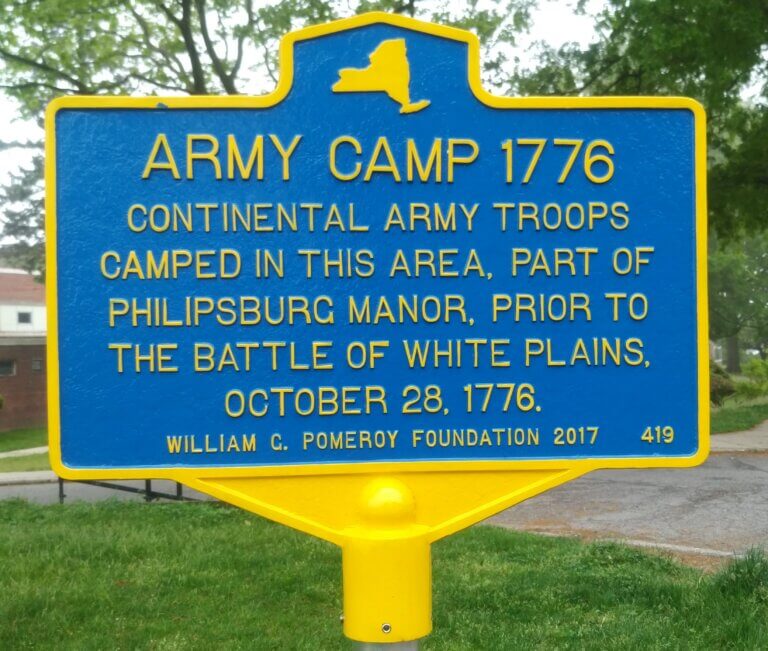 ARMY CAMP 1776
CONTINENTAL ARMY TROOPS
CAMPED IN THIS AREA, PART OF
PHILIPSBURG MANOR, PRIOR TO
THE BATTLE OF WHITE PLAINS,
OCTOBER 28, 1776.
WILLIAM G. POMEROY FOUNDATION 2017 419